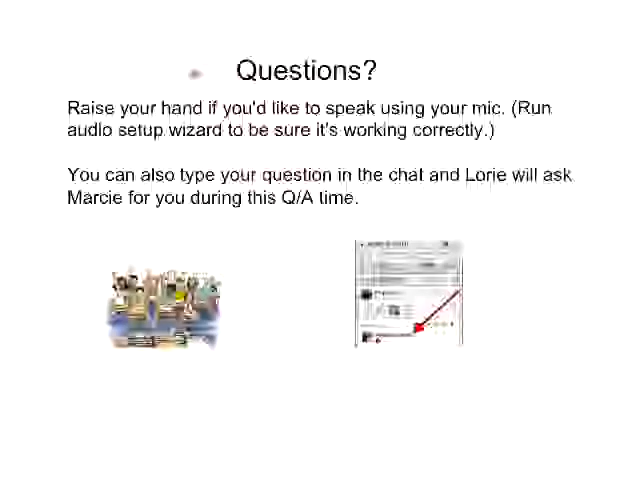 Questions?
Raise your hand if you'd like to speak using your mic. (Run
audio setup wizard to be sure it's working correctly.)
You can also type your question in the chat and Lorie will ask
Marcie for you during this Q/A time.